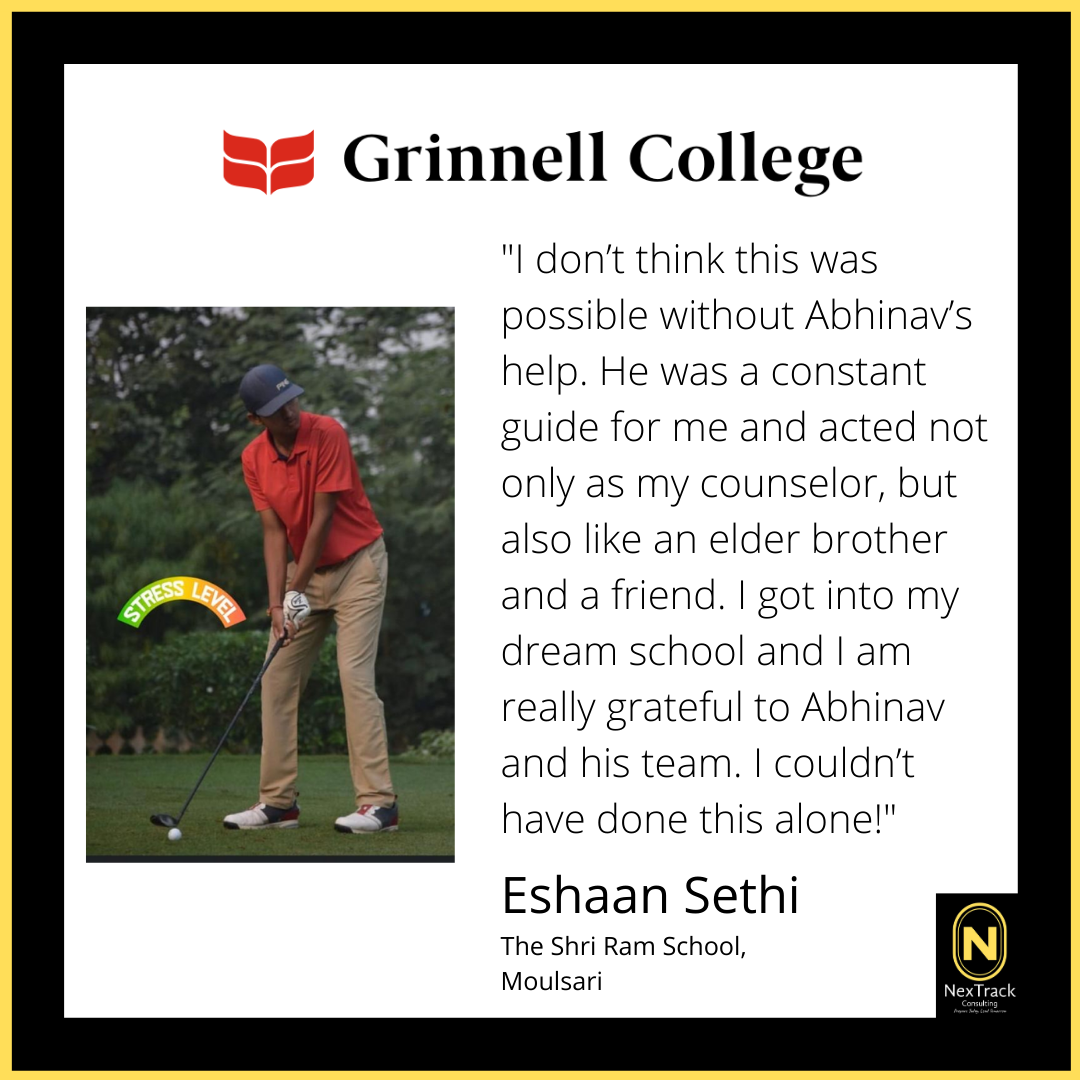 Grinnell College
"I don’t think this was
possible without Abhinav’s
help. He was a constant
guide for me and acted not
only as my counselor, but
also like an elder brother
and a friend. I got into my
dream school and I am
really grateful to Abhinav
and his team. I couldn’t
have done this alone!"
Eshaan Sethi
The Shri Ram School,
Moulsari
STRESS LEVEL
PING
N
NexTrack
Consulting